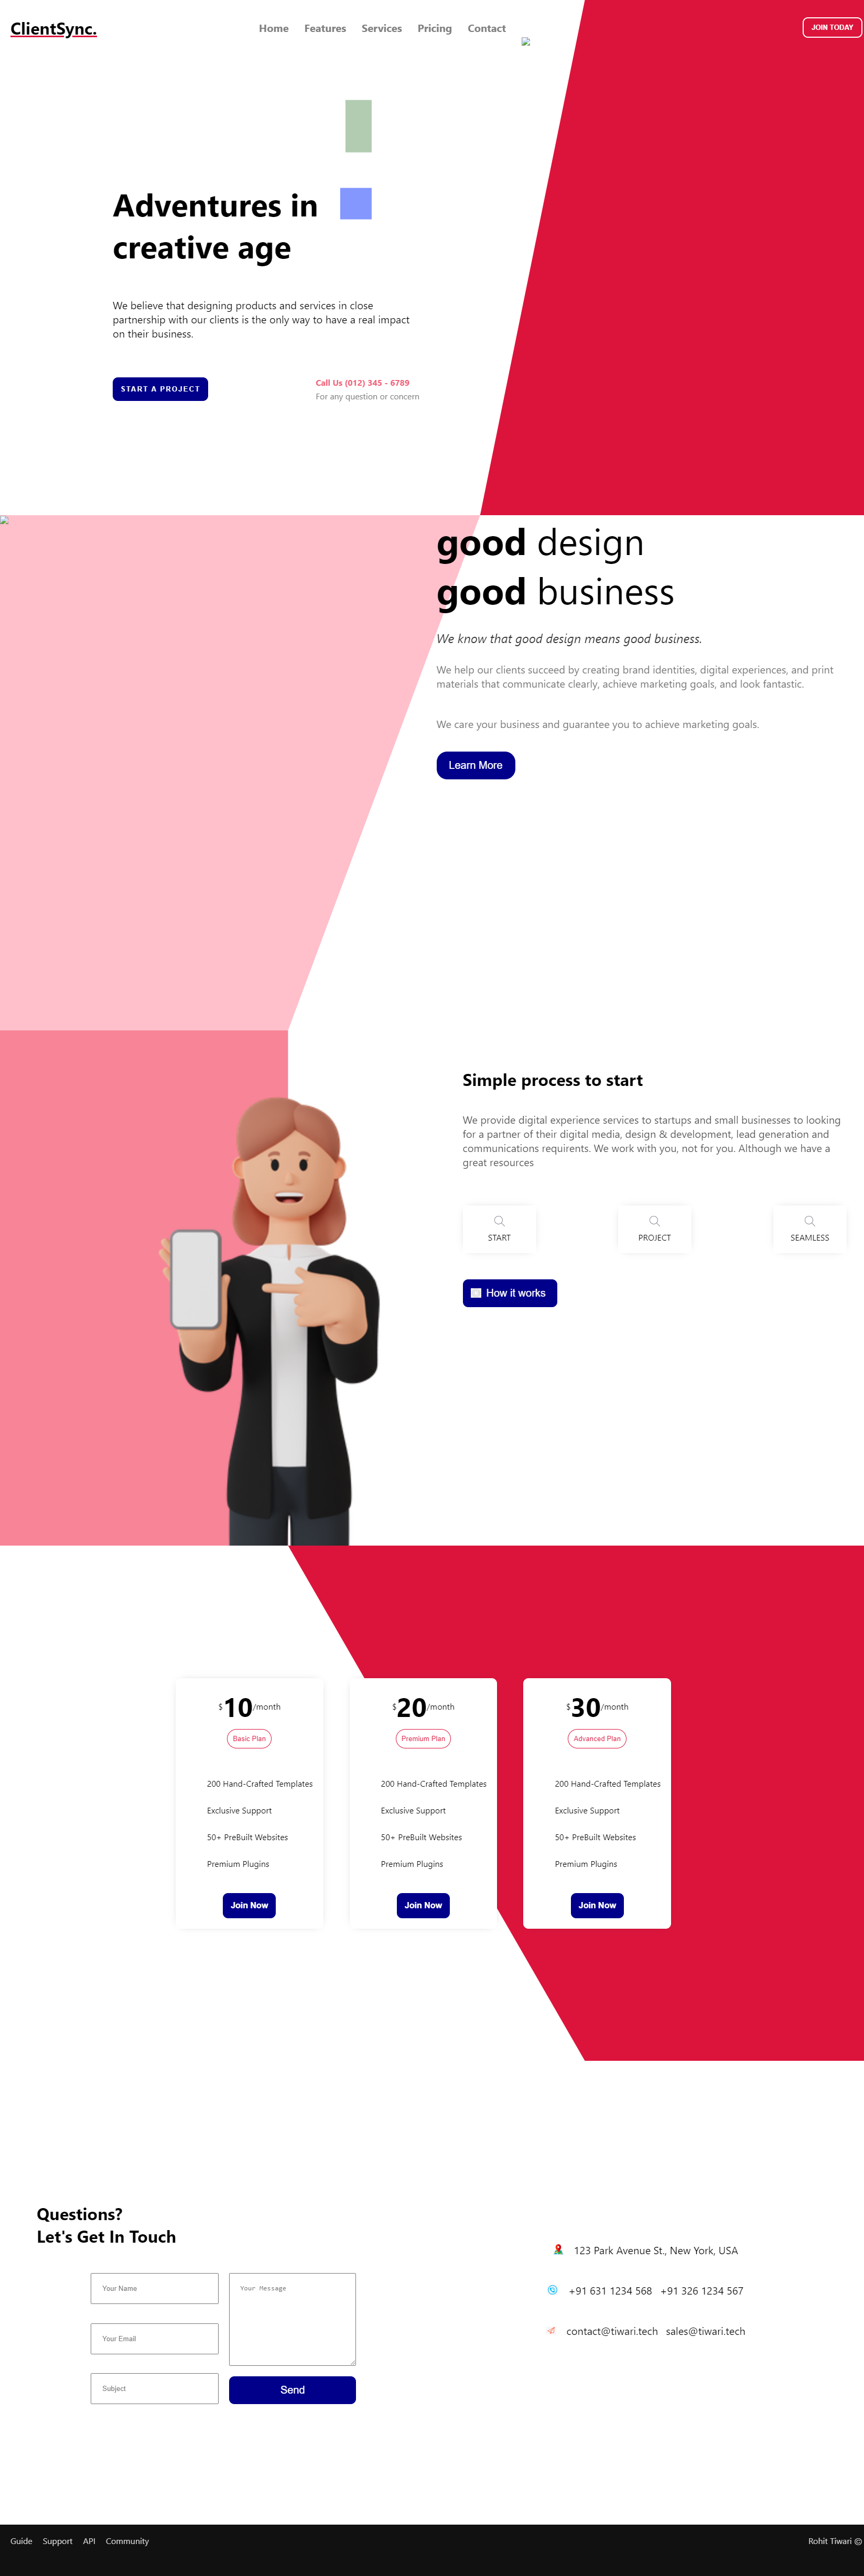 ClientSync.
Home Features Services Pricing Contact
JOIN TODAY
Adventures in
creative age
We believe that designing products and services in close
partnership with our clients is the only way to have a real impact
on their business.
START A PROJECT
Call Us (012) 345 - 6789
For any question or concern
good design
good business
We know that good design means good business.
We help our clients succeed by creating brand identities, digital experiences, and print
materials that communicate clearly, achieve marketing goals, and look fantastic.
We care your business and guarantee you to achieve marketing goals.
Learn More
Simple process to start
We provide digital experience services to startups and small businesses to looking
for a partner of their digital media, design & development, lead generation and
communications requirents. We work with you, not for you. Although we have a
great resources
START
PROJECT
SEAMLESS
How it works
$10/month
Basic Plan
200 Hand-Crafted Templates
Exclusive Support
50+ PreBuilt Websites
Premium Plugins
Join Now
$20/month
Premium Plan
200 Hand-Crafted Templates
Exclusive Support
50+ PreBuilt Websites
Premium Plugins
Join Now
$30/month
Advanced Plan
200 Hand-Crafted Templates
Exclusive Support
50+ PreBuilt Websites
Premium Plugins
Join Now
Questions?
Let's Get In Touch
Your Name
Your Email
Subject
Your Message
Send
123 Park Avenue St., New York, USA
+91 631 1234 568 +91 326 1234 567
contact@tiwari.tech sales@tiwari.tech
Guide Support API Community
Rohit Tiwari ©